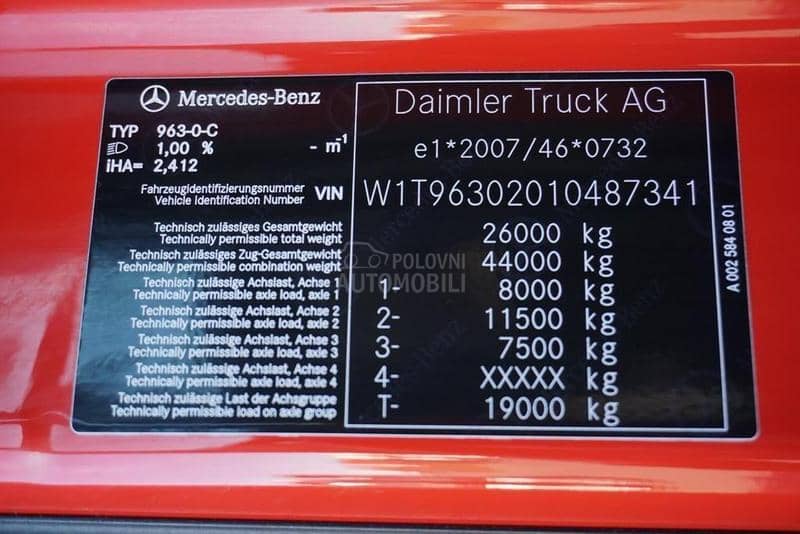 Mercedes-Benz
TYP 963-0-C
1,00 % - m-1
iHA= 2,412
Daimler Truck AG
e1*2007/46*0732
Fahrzeugidentifizierungsnummer
Vehicle Identification Number
VIN W1T96302010487341
Technisch zulässiges Gesamtgewicht
Technically permissible total weight
26000 kg
Technisch zulässiges Zug-Gesamtgewicht
Technically permissible combination weight
44000 kg
Technisch zulässige Achslast, Achse 1
Technically permissible axle load, axle 1
1- 8000 kg
Technisch zulässige Achslast, Achse 2
Technically permissible axle load, axle 2
2- 11500 kg
Technisch zulässige Achslast, Achse 3
Technically permissible axle load, axle 3
3- 7500 kg
Technisch zulässige Achslast, Achse 4
Technically permissible axle load, axle 4
4- XXXXX kg
Technisch zulässige Last der Achsgruppe
Technically permissible load on axle group
T- 19000 kg
A 002 584 08 01
POLOVNI
AUTOMOBILI